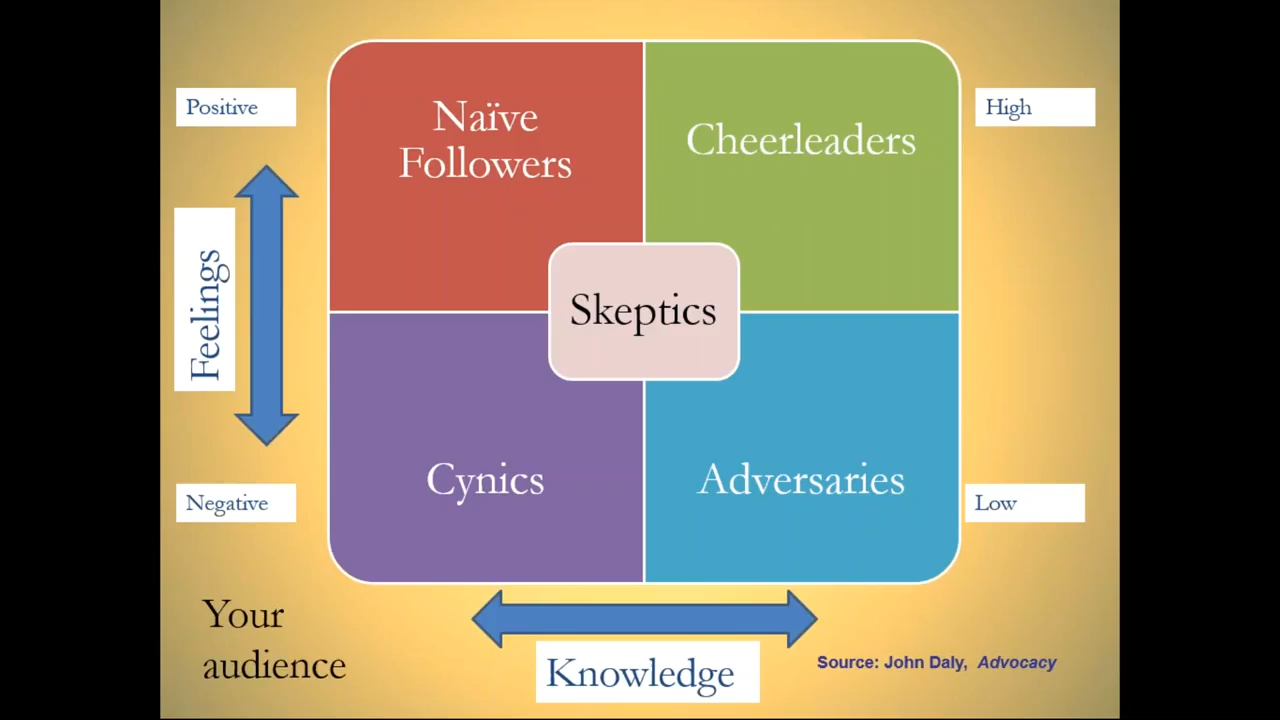 Positive
Naïve
Followers
Cheerleaders
High
Feelings
Skeptics
Cynics
Adversaries
Negative
Low
Your
audience
Knowledge
Source: John Daly, Advocacy